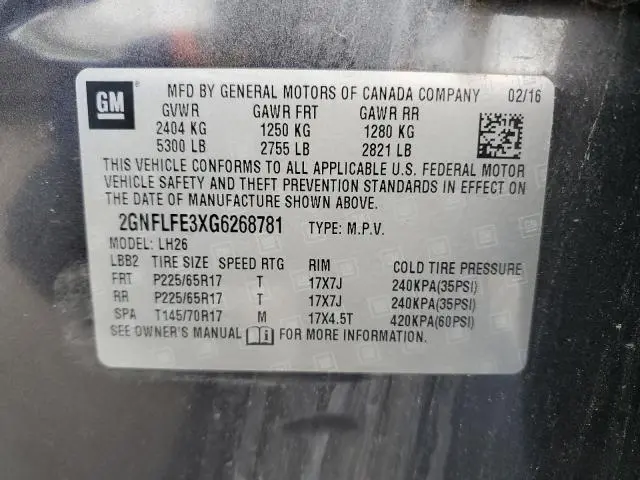 GM
MFD BY GENERAL MOTORS OF CANADA COMPANY 02/16
GVWR GAWR FRT GAWR RR
2404 KG 1250 KG 1280 KG
5300 LB 2755 LB 2821 LB
THIS VEHICLE CONFORMS TO ALL APPLICABLE U.S. FEDERAL MOTOR
VEHICLE SAFETY AND THEFT PREVENTION STANDARDS IN EFFECT ON
THE DATE OF MANUFACTURE SHOWN ABOVE.
2GNFLFE3XG6268781 TYPE: M.P.V.
MODEL: LH26
LBB2 TIRE SIZE SPEED RTG RIM COLD TIRE PRESSURE
FRT P225/65R17 T 17X7J 240KPA(35PSI)
RR P225/65R17 T 17X7J 240KPA(35PSI)
SPA T145/70R17 M 17X4.5T 420KPA(60PSI)
SEE OWNER'S MANUAL FOR MORE INFORMATION.